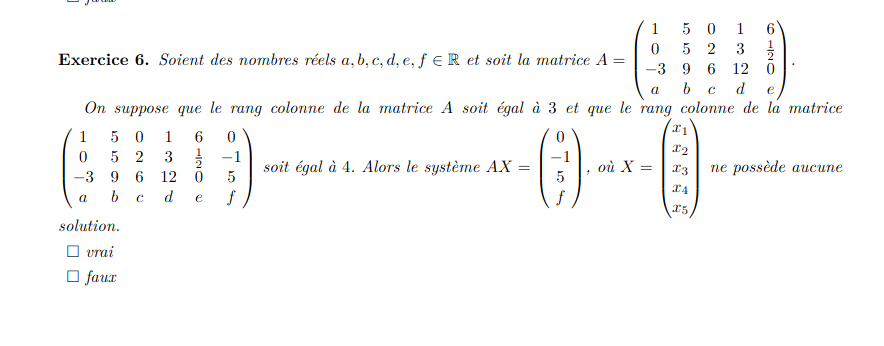 Exercice 6. Soient des nombres réels a, b, c, d, e, f ∈ ℝ et soit la matrice A = \begin{pmatrix} 1 & 5 & 0 & 1 & 6 \\ 0 & 5 & 2 & 3 & \frac{1}{2} \\ -3 & 9 & 6 & 12 & 0 \\ a & b & c & d & e \end{pmatrix}.
On suppose que le rang colonne de la matrice A soit égal à 3 et que le rang colonne de la matrice
\begin{pmatrix} 1 & 5 & 0 & 1 & 6 & 0 \\ 0 & 5 & 2 & 3 & \frac{1}{2} & -1 \\ -3 & 9 & 6 & 12 & 0 & 5 \\ a & b & c & d & e & f \end{pmatrix} soit égal à 4. Alors le système AX = \begin{pmatrix} 0 \\ -1 \\ 5 \\ f \end{pmatrix}, où X = \begin{pmatrix} x_1 \\ x_2 \\ x_3 \\ x_4 \\ x_5 \end{pmatrix} ne possède aucune
solution.
☐ vrai
☐ faux